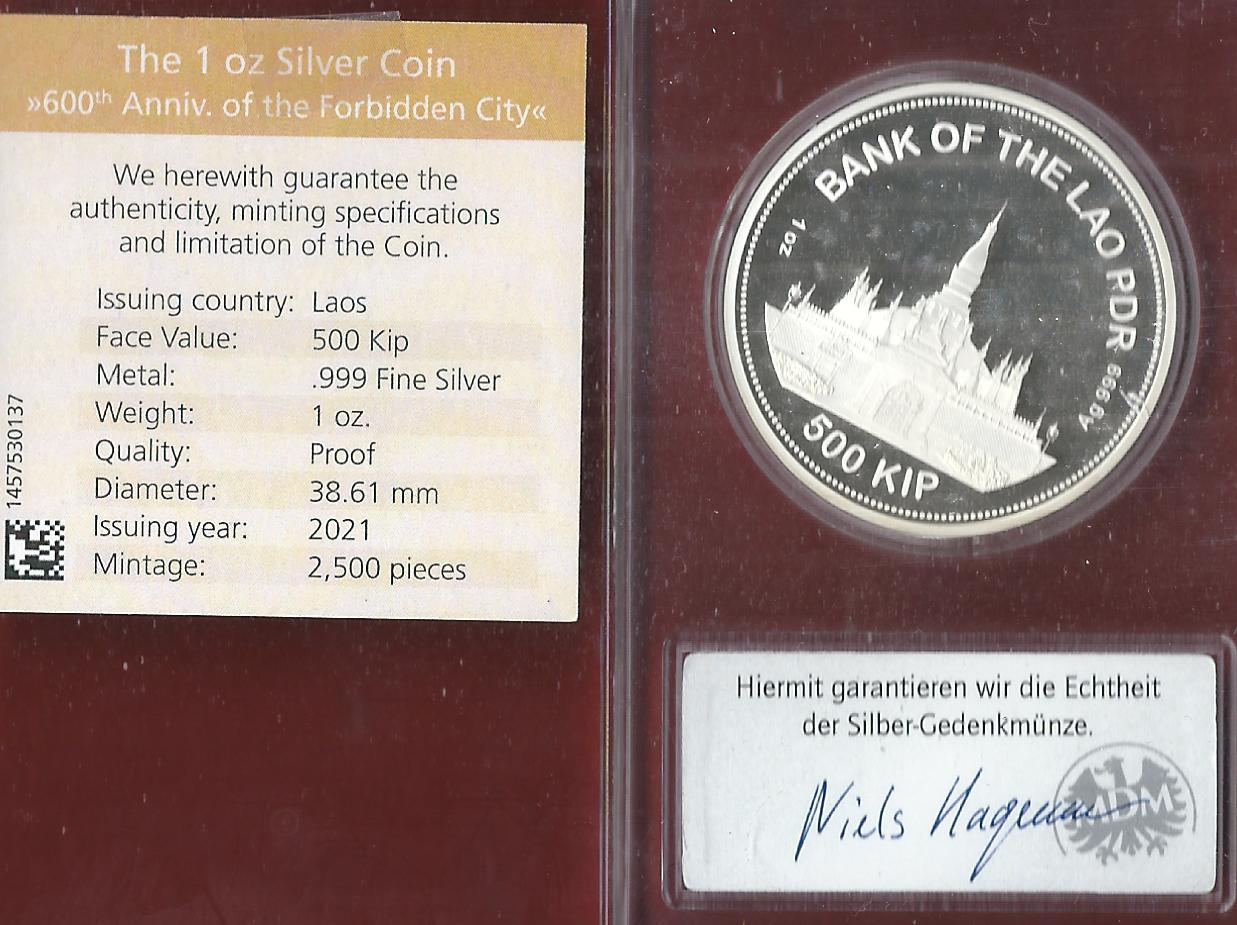 The 1 oz Silver Coin
»600th Anniv. of the Forbidden City«
We herewith guarantee the
authenticity, minting specifications
and limitation of the Coin.
Issuing country: Laos
Face Value: 500 Kip
Metal: .999 Fine Silver
Weight: 1 oz.
Quality: Proof
Diameter: 38.61 mm
Issuing year: 2021
Mintage: 2,500 pieces
1457530137
BANK OF THE LAO PDR
1 oz
Ag 999
500 KIP
Hiermit garantieren wir die Echtheit
der Silber-Gedenkmünze.
Niels
MDM